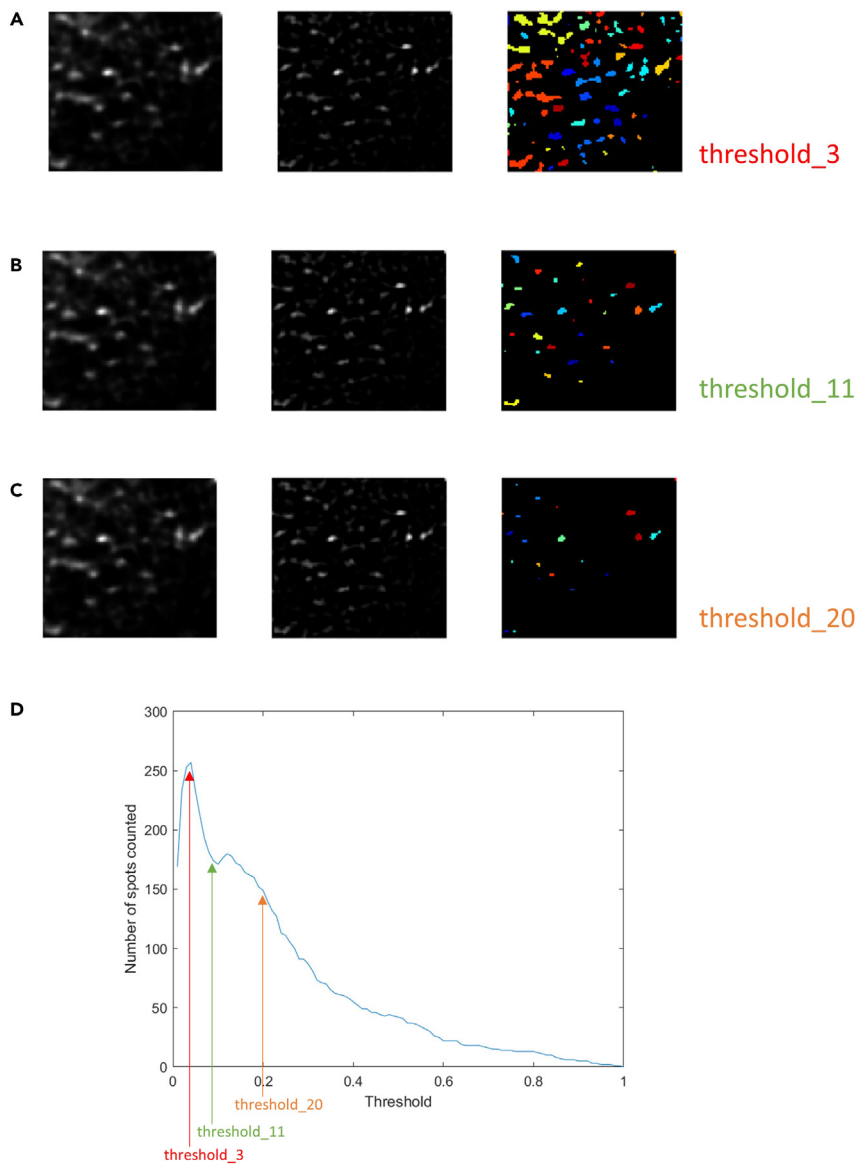 A
threshold_3
B
threshold_11
C
threshold_20
D
300
250
200
150
100
50
0
Number of spots counted
0 0.2 0.4 0.6 0.8 1
Threshold
threshold_20
threshold_11
threshold_3